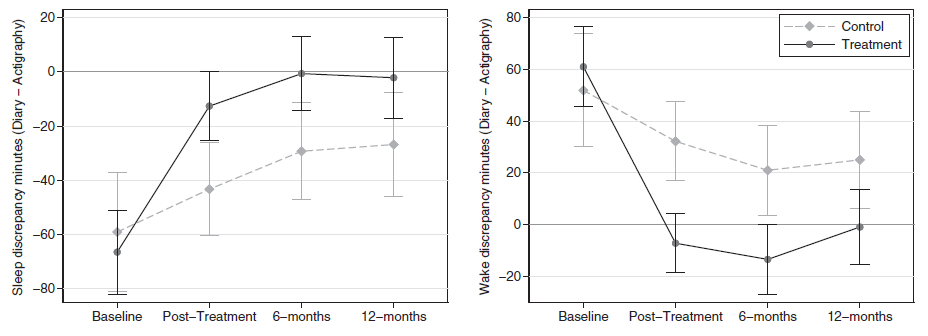 Sleep discrepancy minutes (Diary – Actigraphy)
20
0
−20
−40
−60
−80
Baseline Post−Treatment 6−months 12−months
Wake discrepancy minutes (Diary – Actigraphy)
80
60
40
20
0
−20
Baseline Post−Treatment 6−months 12−months
Control
Treatment